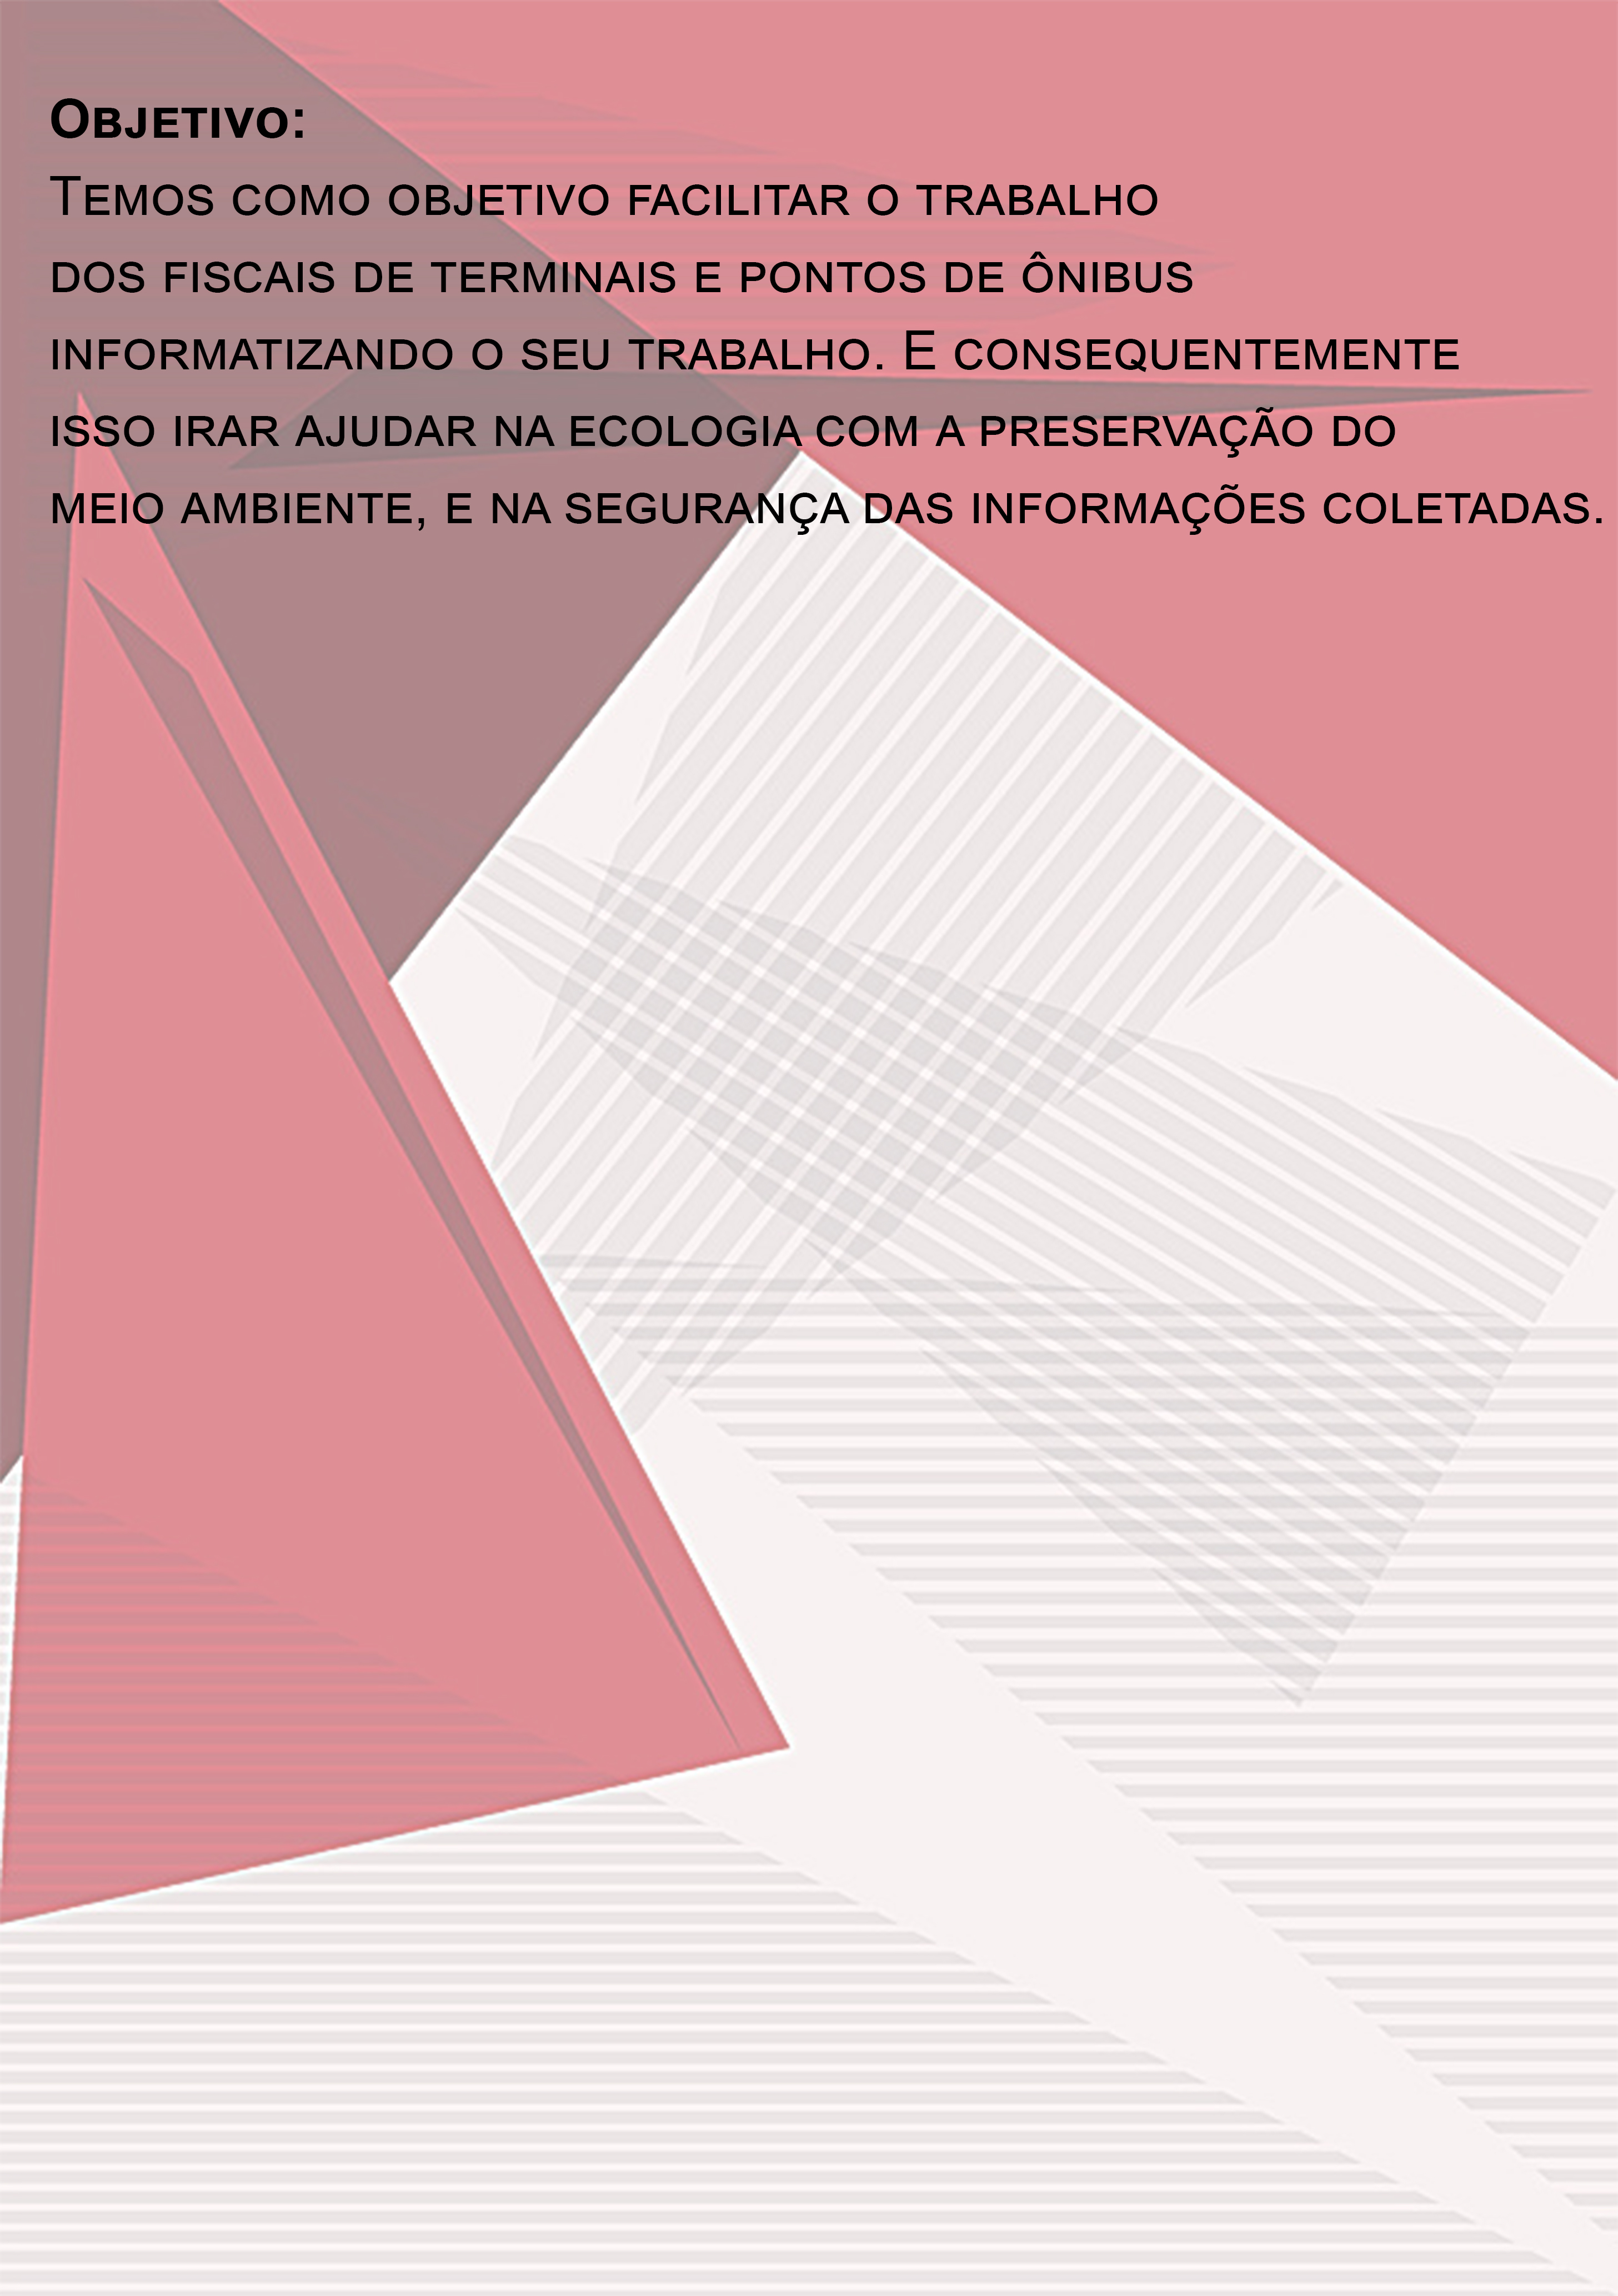 Objetivo:
Temos como objetivo facilitar o trabalho
dos fiscais de terminais e pontos de ônibus
informatizando o seu trabalho. E consequentemente
isso irar ajudar na ecologia com a preservação do
meio ambiente, e na segurança das informações coletadas.